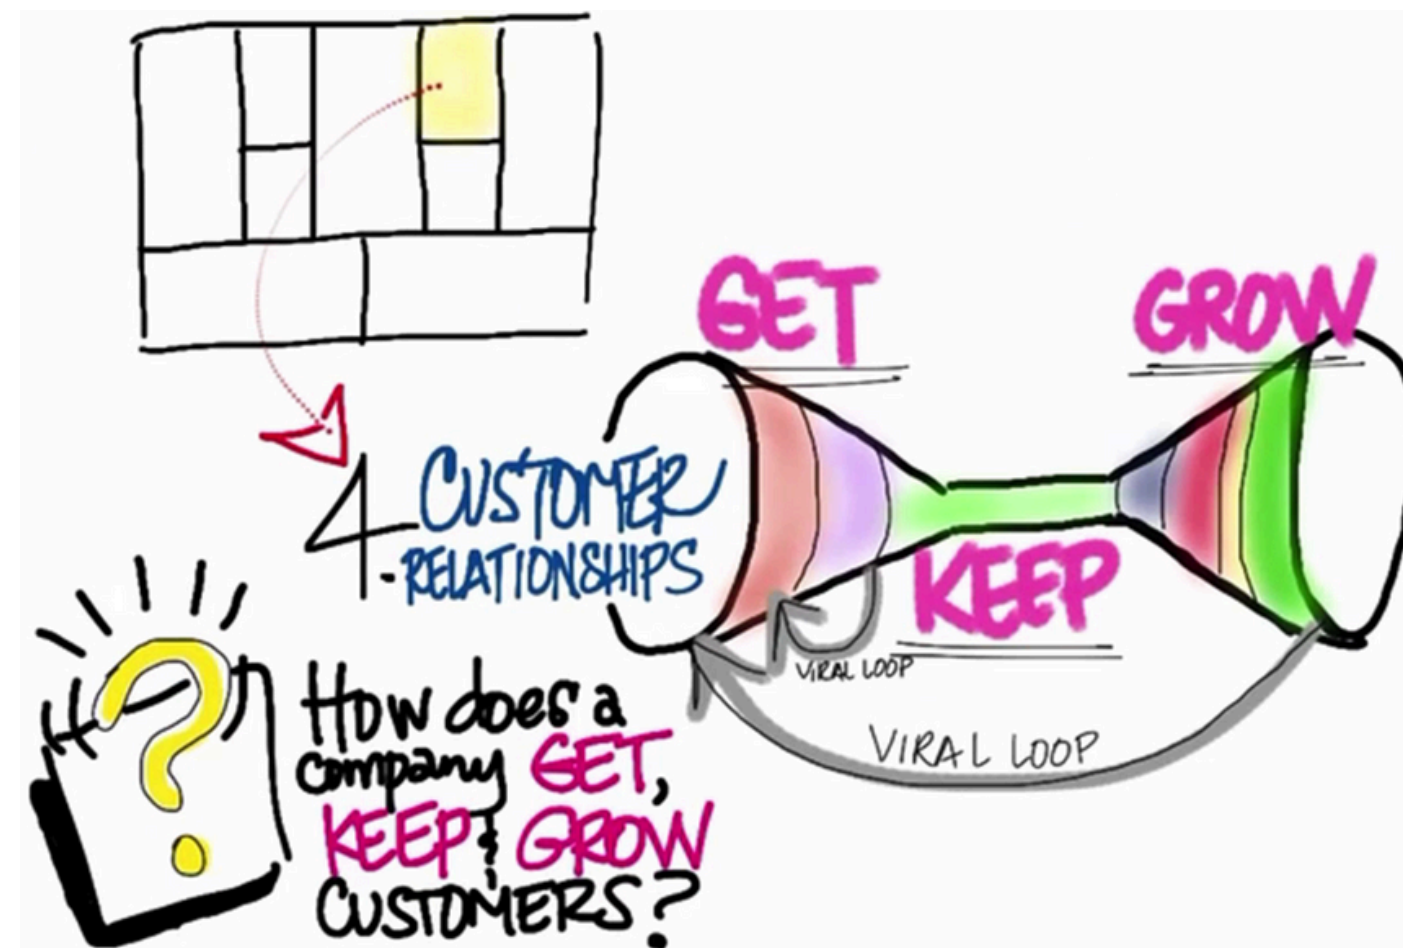 GET
GROW
4. CUSTOMER
RELATIONSHIPS
KEEP
VIRAL LOOP
VIRAL LOOP
?
How does a
company GET,
KEEP & GROW
CUSTOMERS?